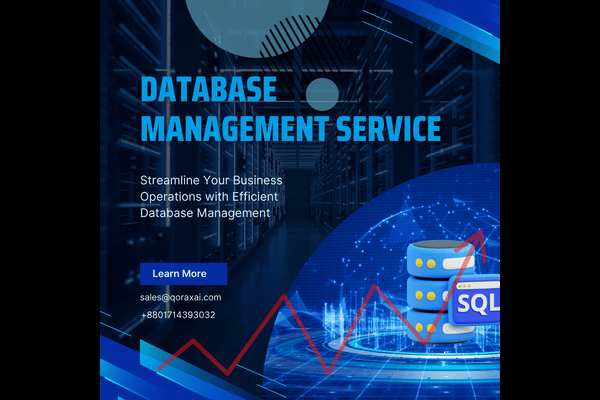 DATABASE
MANAGEMENT SERVICE
Streamline Your Business
Operations with Efficient
Database Management
Learn More
sales@qoraxai.com
+8801714393032
SQL